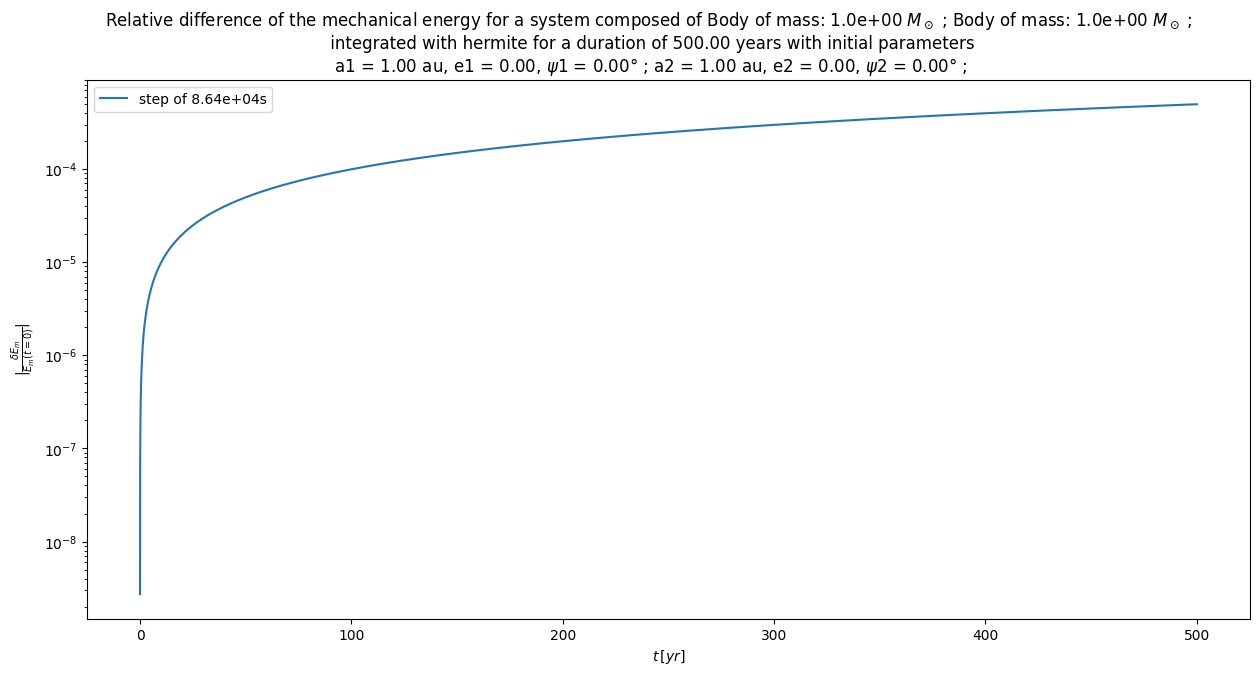 Relative difference of the mechanical energy for a system composed of Body of mass: 1.0e+00 $M_\odot$ ; Body of mass: 1.0e+00 $M_\odot$ ;
integrated with hermite for a duration of 500.00 years with initial parameters
a1 = 1.00 au, e1 = 0.00, ψ1 = 0.00° ; a2 = 1.00 au, e2 = 0.00, ψ2 = 0.00° ;
step of 8.64e+04s
10⁻⁴
10⁻⁵
10⁻⁶
10⁻⁷
10⁻⁸
$|\frac{\delta E_m}{E_m(t=0)}|$
0 100 200 300 400 500
t [yr]